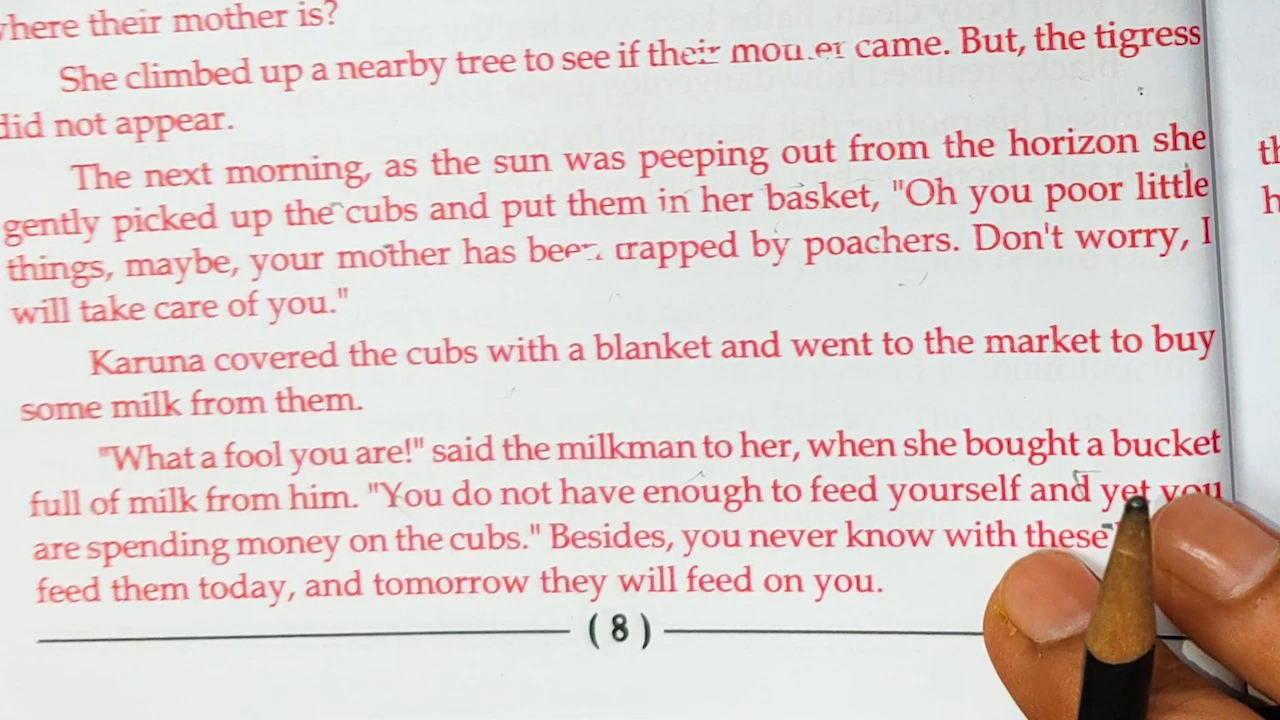 where their mother is?
She climbed up a nearby tree to see if their mother came. But, the tigress
did not appear.
The next morning, as the sun was peeping out from the horizon she
gently picked up the cubs and put them in her basket, "Oh you poor little
things, maybe, your mother has been trapped by poachers. Don't worry, I
will take care of you."
Karuna covered the cubs with a blanket and went to the market to buy
some milk from them.
"What a fool you are!" said the milkman to her, when she bought a bucket
full of milk from him. "You do not have enough to feed yourself and yet you
are spending money on the cubs." Besides, you never know with these
feed them today, and tomorrow they will feed on you.
( 8 )